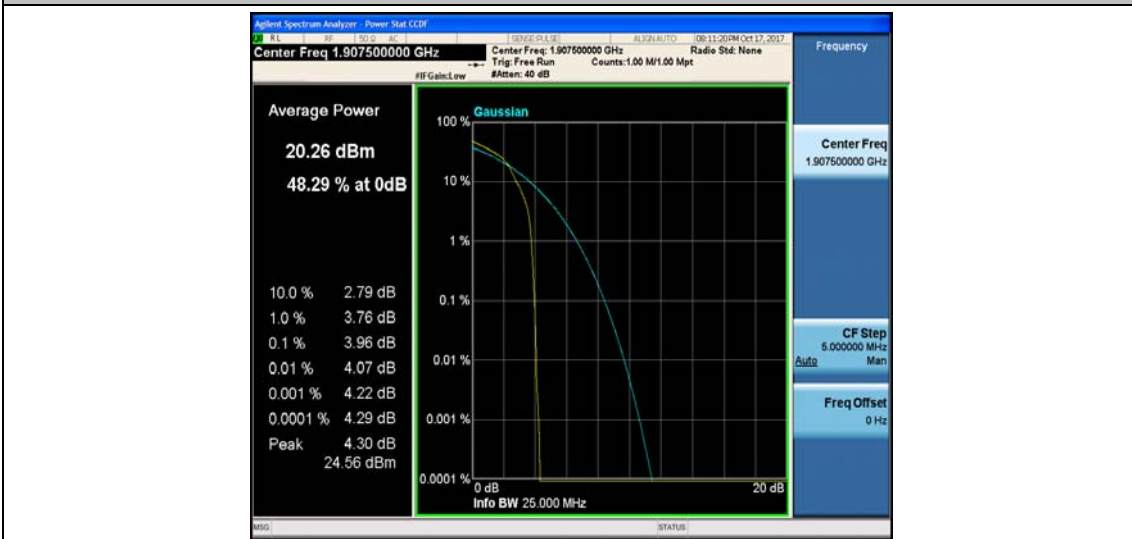 Agilent Spectrum Analyzer - Power Stat CCDF
RL RF 50 Ω AC SENSE:PULSE ALIGNAUTO 08:11:20 PM Oct 17, 2017
Center Freq 1.907500000 GHz
Center Freq: 1.907500000 GHz Radio Std: None
Trig: Free Run Counts:1.00 M/1.00 Mpt
#IFGain:Low #Atten: 40 dB
Frequency
Average Power
20.26 dBm
48.29 % at 0dB
10.0 % 2.79 dB
1.0 % 3.76 dB
0.1 % 3.96 dB
0.01 % 4.07 dB
0.001 % 4.22 dB
0.0001 % 4.29 dB
Peak 4.30 dB
24.56 dBm
Gaussian
100 %
10 %
1 %
0.1 %
0.01 %
0.001 %
0.0001 %
0 dB 20 dB
Info BW 25.000 MHz
Center Freq
1.907500000 GHz
CF Step
5.000000 MHz
Auto Man
Freq Offset
0 Hz
MSG STATUS